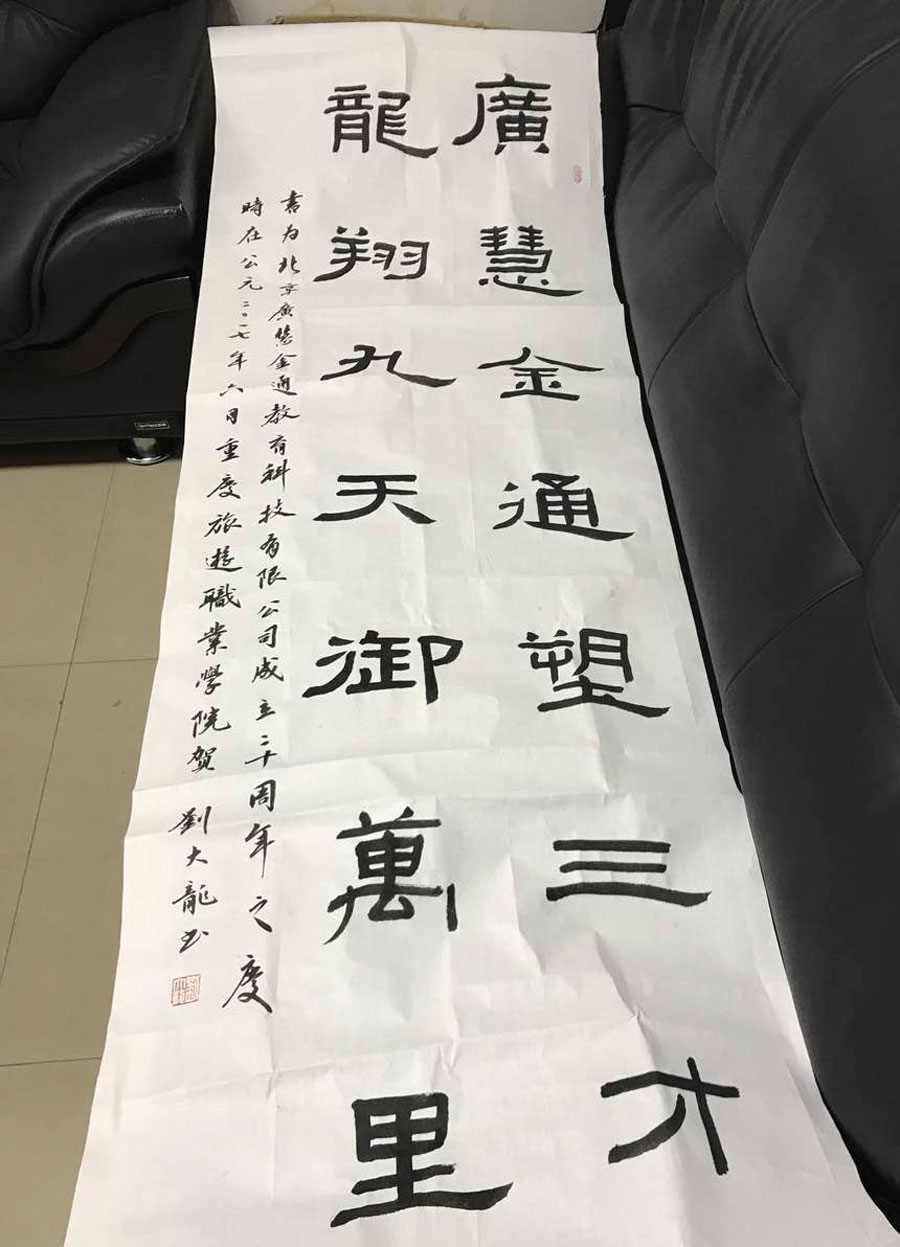 廣慧金通塑三才
龍翔九天御萬里
書为北京廣慧金通教育科技有限公司成立二十周年之慶
時在公元二〇一七年六月重慶旅遊職業學院賀 劉大龍书